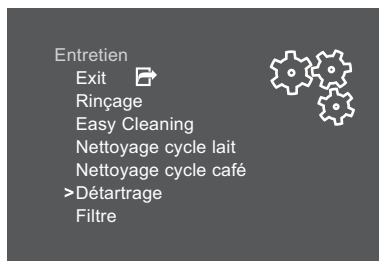 Entretien
Exit
Rinçage
Easy Cleaning
Nettoyage cycle lait
Nettoyage cycle café
>Détartrage
Filtre